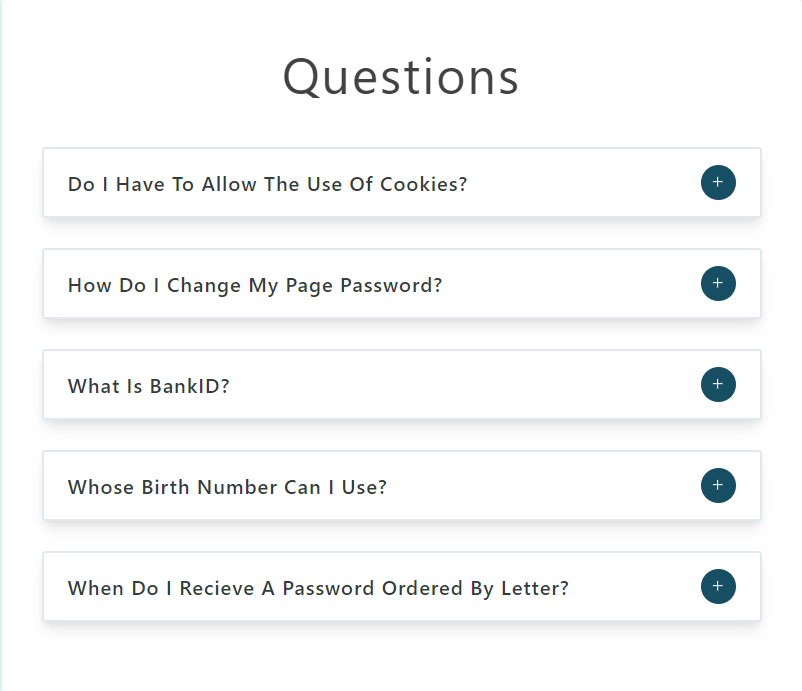 Questions
Do I Have To Allow The Use Of Cookies?
+
How Do I Change My Page Password?
+
What Is BankID?
+
Whose Birth Number Can I Use?
+
When Do I Recieve A Password Ordered By Letter?
+